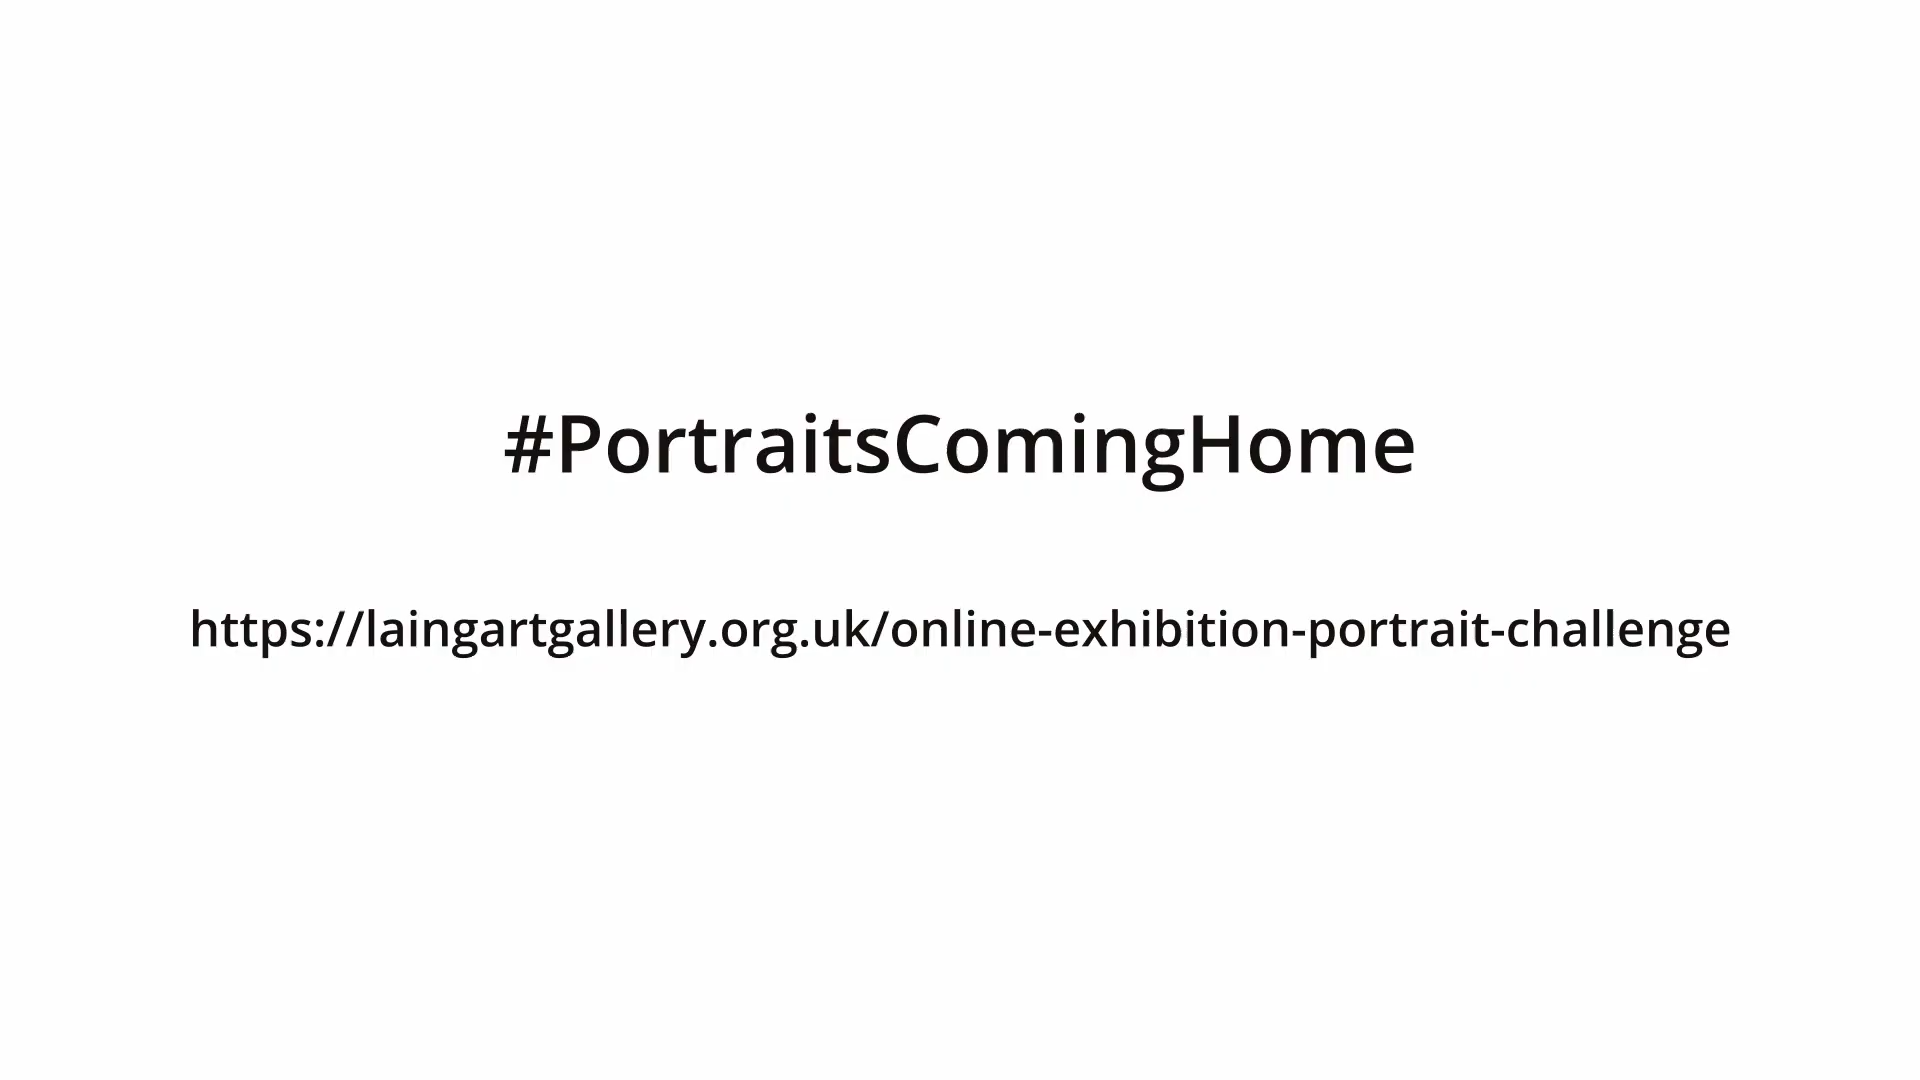 #PortraitsComingHome
https://laingartgallery.org.uk/online-exhibition-portrait-challenge